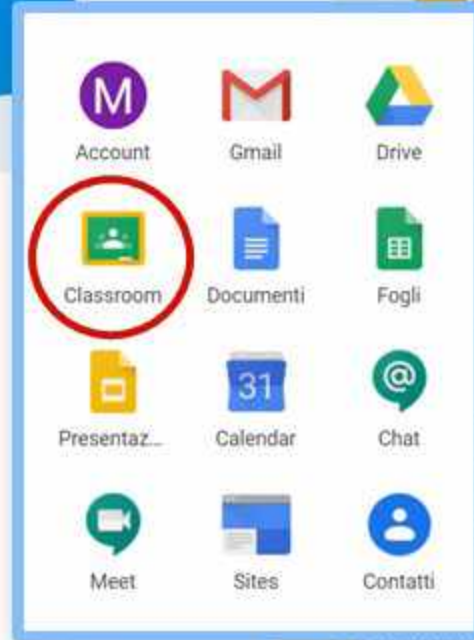 M
Account Gmail Drive
Classroom Documenti Fogli
31 @
Presentaz... Calendar Chat
Meet Sites Contatti